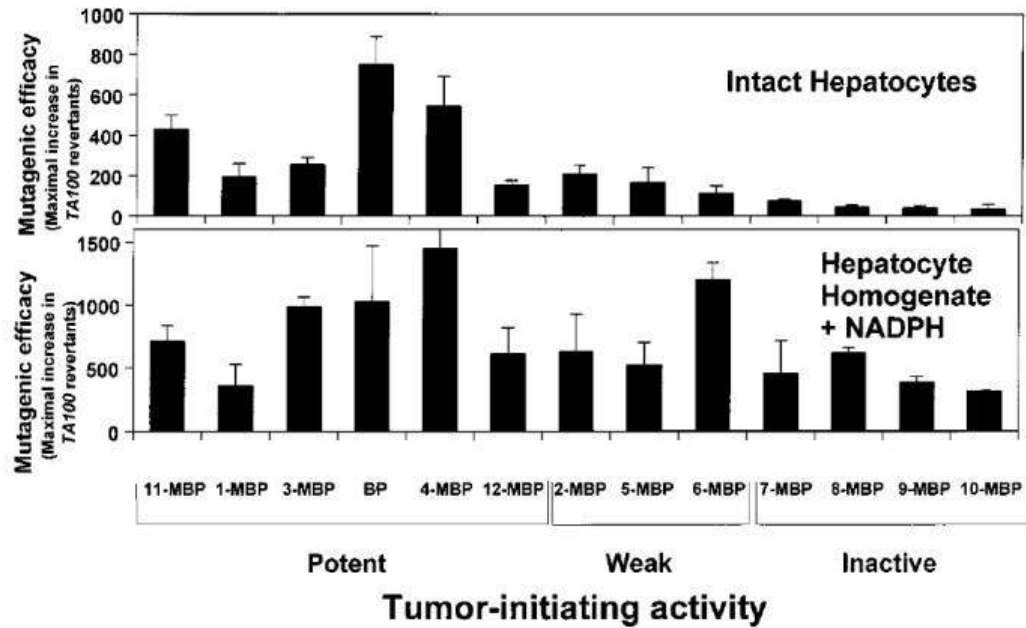 Mutagenic efficacy
(Maximal increase in
TA100 revertants)
1000
800
600
400
200
0
Intact Hepatocytes
Mutagenic efficacy
(Maximal increase in
TA100 revertants)
1500
1000
500
0
Hepatocyte
Homogenate
+ NADPH
11-MBP 1-MBP 3-MBP BP 4-MBP 12-MBP 2-MBP 5-MBP 6-MBP 7-MBP 8-MBP 9-MBP 10-MBP
Potent Weak Inactive
Tumor-initiating activity